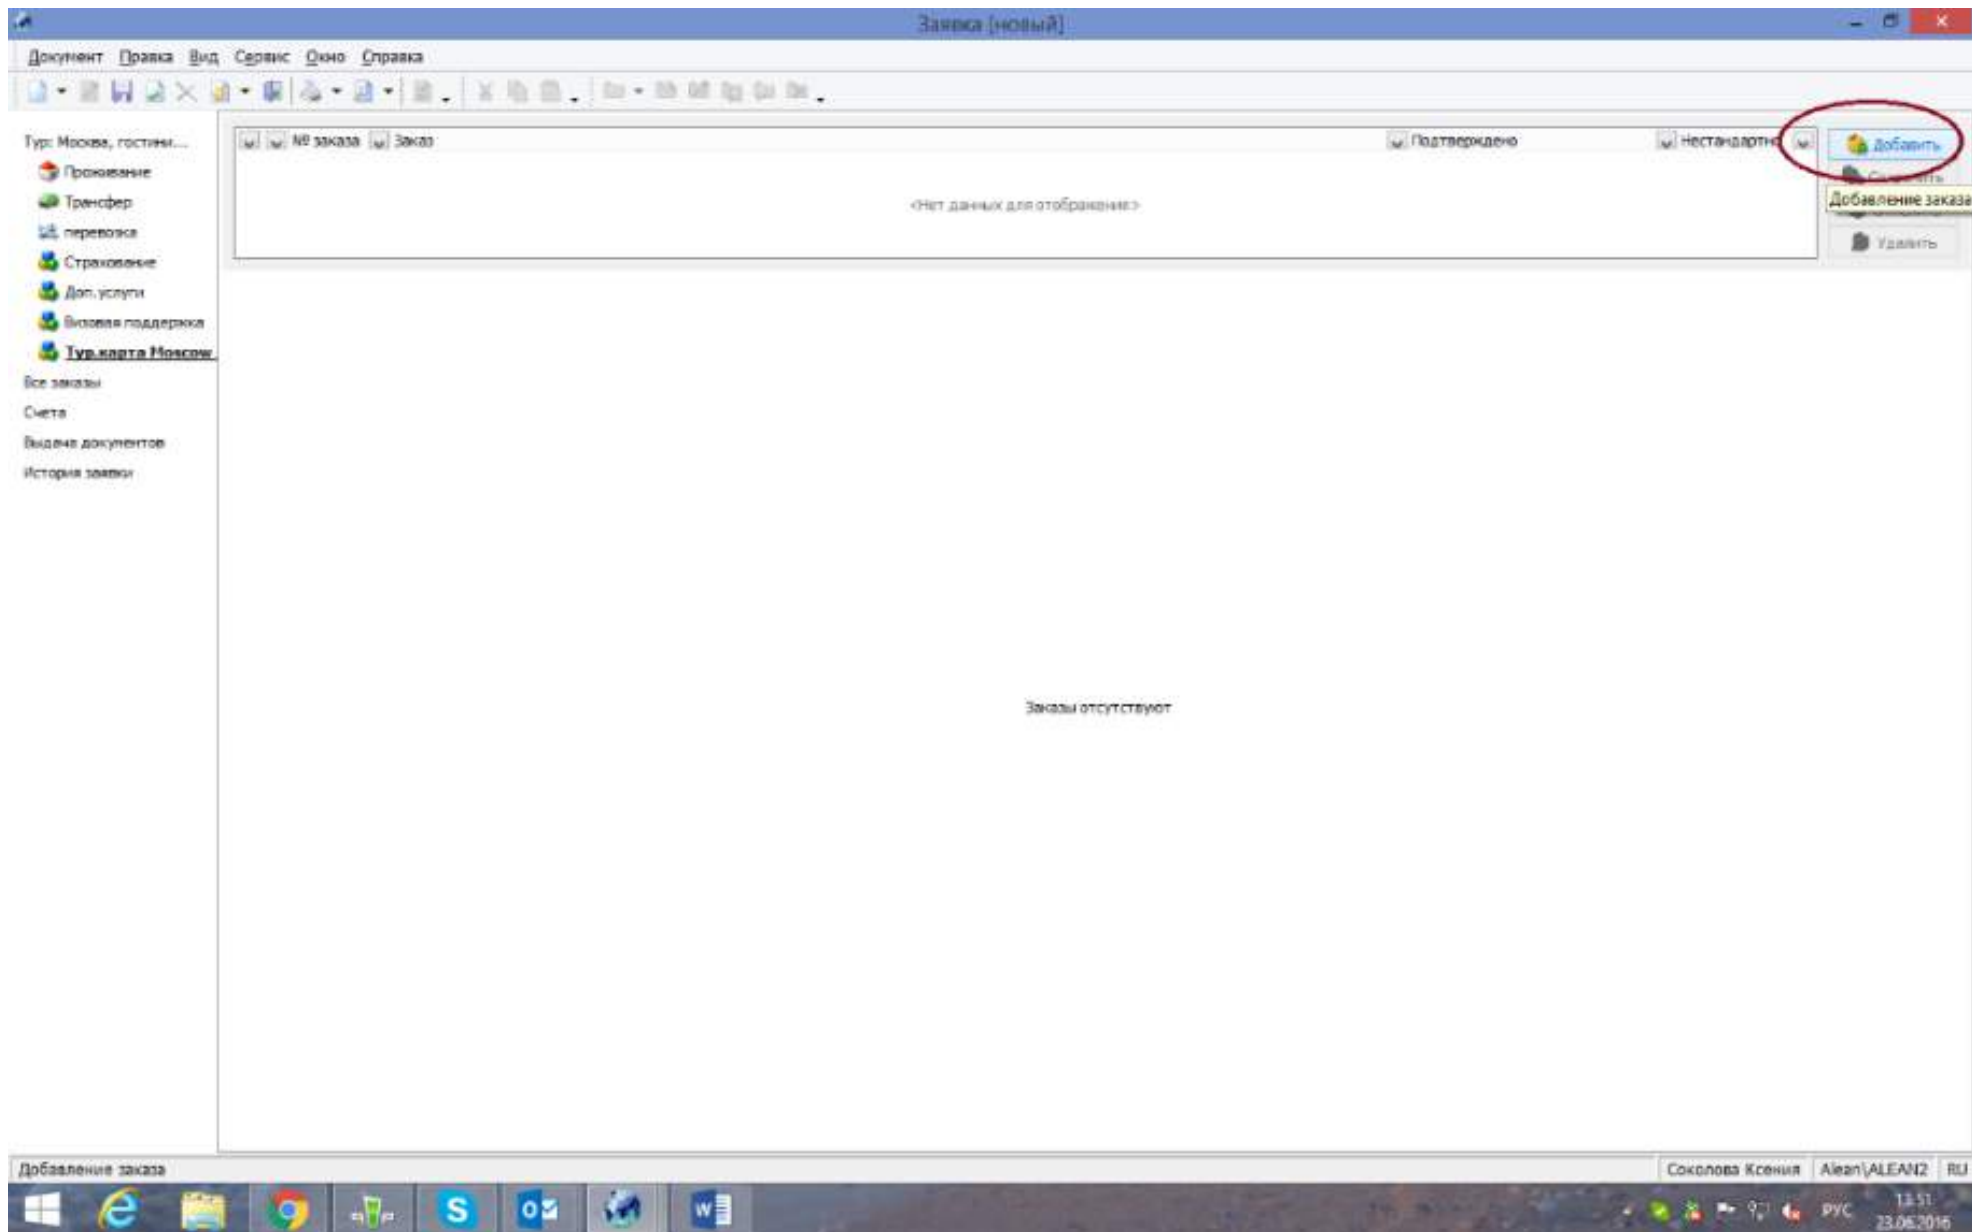 Заявка [новый]
Документ Правка Вид Сервис Окно Справка
Тур: Москва, гостини...
Проживание
Трансфер
перевозка
Страхование
Доп. услуги
Визовая поддержка
Тур.карта Moscow
Все заказы
Счета
Выдача документов
История заявки
№ заказа Заказ Подтверждено Нестандартно
<Нет данных для отображения>
Добавить
Добавление заказа
Удалить
Заказы отсутствуют
Добавление заказа Соколова Ксения Alean\ALEAN2 RU
РУС 13:51
23.06.2016